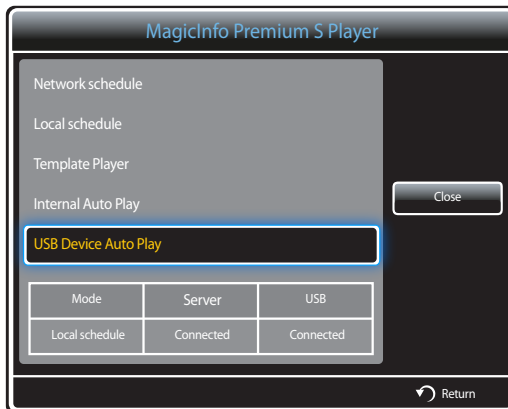 MagicInfo Premium S Player
Network schedule
Local schedule
Template Player
Internal Auto Play
Close
USB Device Auto Play
Mode Server USB
Local schedule Connected Connected
Return